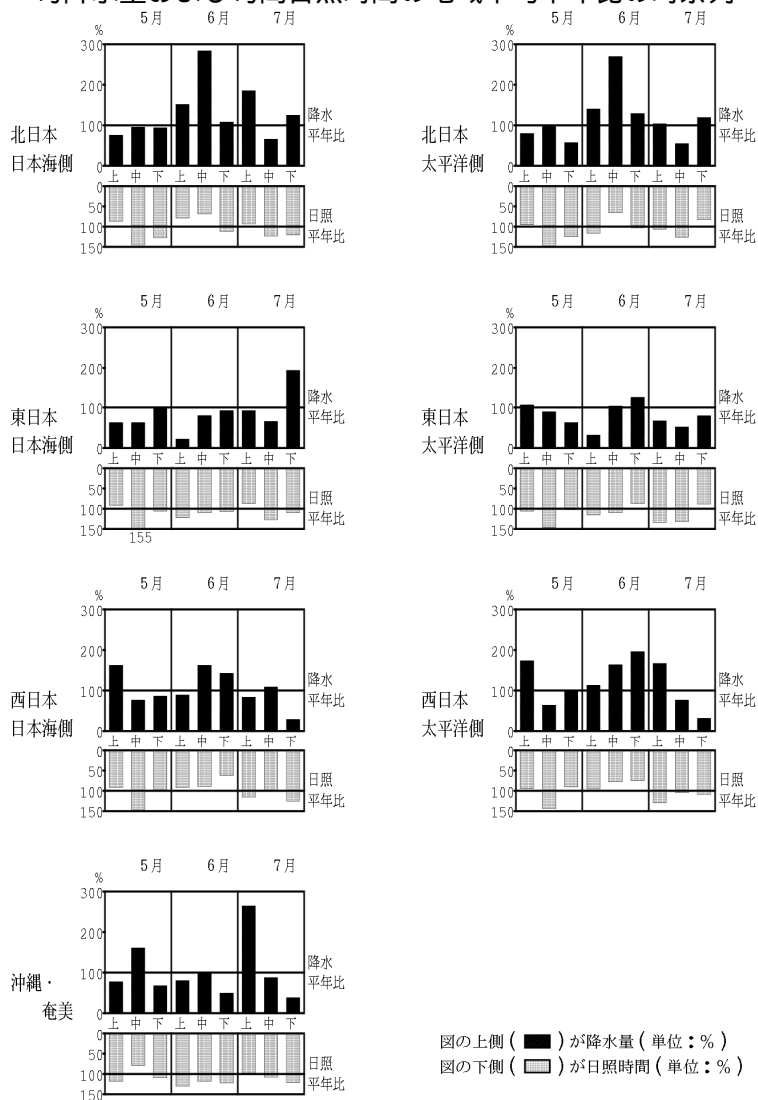 5月 6月 7月
%
300
200
100
0
降水
平年比
北日本
日本海側
上 中 下 上 中 下 上 中 下
0
50
100
150
日照
平年比
5月 6月 7月
%
300
200
100
0
降水
平年比
北日本
太平洋側
上 中 下 上 中 下 上 中 下
0
50
100
150
日照
平年比
5月 6月 7月
%
300
200
100
0
降水
平年比
東日本
日本海側
上 中 下 上 中 下 上 中 下
0
50
100
150
日照
平年比
155
5月 6月 7月
%
300
200
100
0
降水
平年比
東日本
太平洋側
上 中 下 上 中 下 上 中 下
0
50
100
150
日照
平年比
5月 6月 7月
%
300
200
100
0
降水
平年比
西日本
日本海側
上 中 下 上 中 下 上 中 下
0
50
100
150
日照
平年比
5月 6月 7月
%
300
200
100
0
降水
平年比
西日本
太平洋側
上 中 下 上 中 下 上 中 下
0
50
100
150
日照
平年比
5月 6月 7月
%
300
200
100
0
降水
平年比
沖縄・
奄美
上 中 下 上 中 下 上 中 下
0
50
100
150
日照
平年比
図の上側(■)が降水量(単位:%)
図の下側( )が日照時間(単位:%)